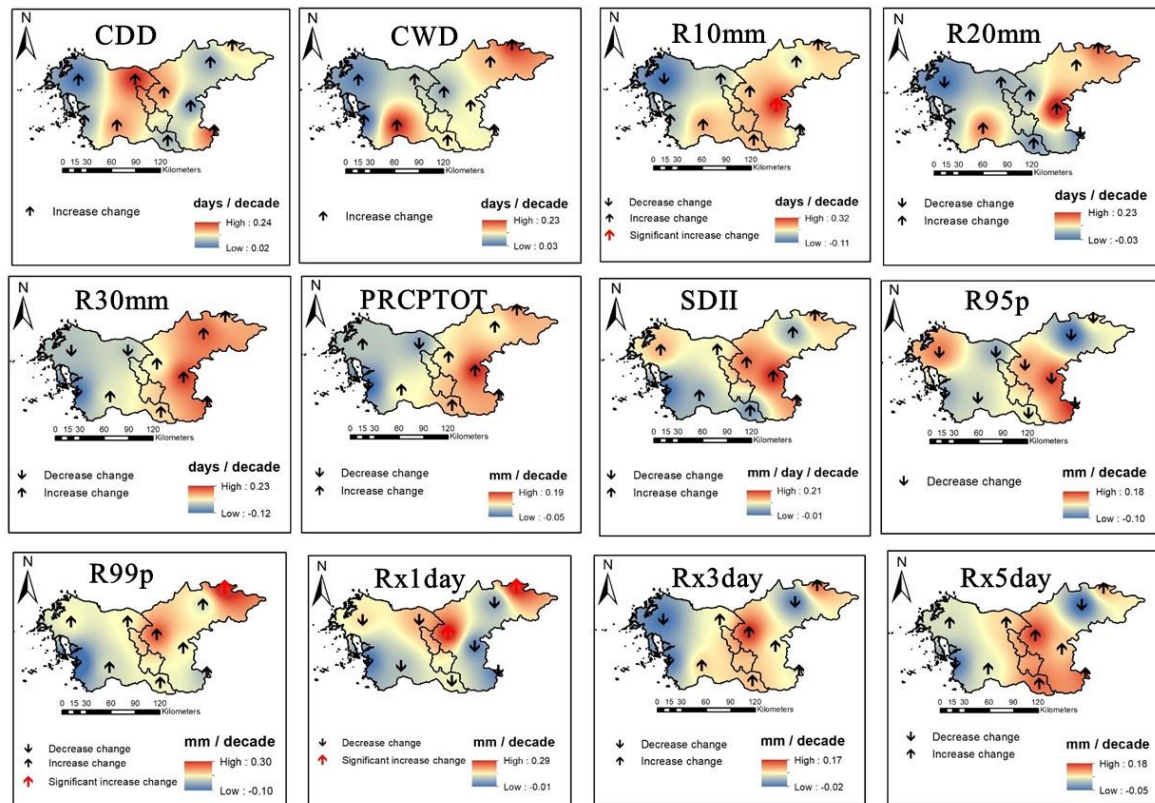 N
CDD
0 15 30 60 90 120
Kilometers
Increase change
days / decade
High : 0.24
Low : 0.02
N
CWD
0 15 30 60 90 120
Kilometers
Increase change
days / decade
High : 0.23
Low : 0.03
N
R10mm
0 15 30 60 90 120
Kilometers
Decrease change
Increase change
Significant increase change
days / decade
High : 0.32
Low : -0.11
N
R20mm
0 15 30 60 90 120
Kilometers
Decrease change
Increase change
days / decade
High : 0.23
Low : -0.03
N
R30mm
0 15 30 60 90 120
Kilometers
Decrease change
Increase change
days / decade
High : 0.23
Low : -0.12
N
PRCPTOT
0 15 30 60 90 120
Kilometers
Decrease change
Increase change
mm / decade
High : 0.19
Low : -0.05
N
SDII
0 15 30 60 90 120
Kilometers
Decrease change
Increase change
mm / day / decade
High : 0.21
Low : -0.01
N
R95p
0 15 30 60 90 120
Kilometers
Decrease change
mm / decade
High : 0.18
Low : -0.10
N
R99p
0 15 30 60 90 120
Kilometers
Decrease change
Increase change
Significant increase change
mm / decade
High : 0.30
Low : -0.10
N
Rx1day
0 15 30 60 90 120
Kilometers
Decrease change
Significant increase change
mm / decade
High : 0.29
Low : -0.01
N
Rx3day
0 15 30 60 90 120
Kilometers
Decrease change
Increase change
mm / decade
High : 0.17
Low : -0.02
N
Rx5day
0 15 30 60 90 120
Kilometers
Decrease change
Increase change
mm / decade
High : 0.18
Low : -0.05